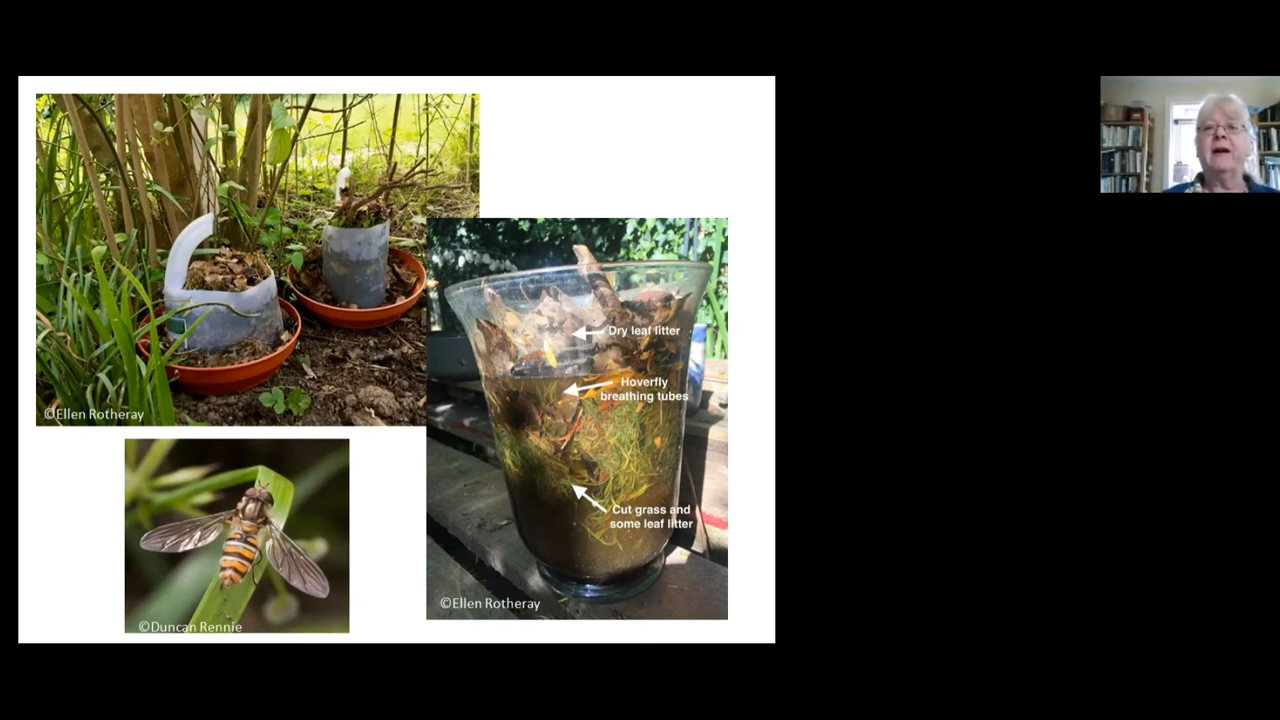 ©Ellen Rotheray
Dry leaf litter
Hoverfly
breathing tubes
Cut grass and
some leaf litter
©Ellen Rotheray
©Duncan Rennie